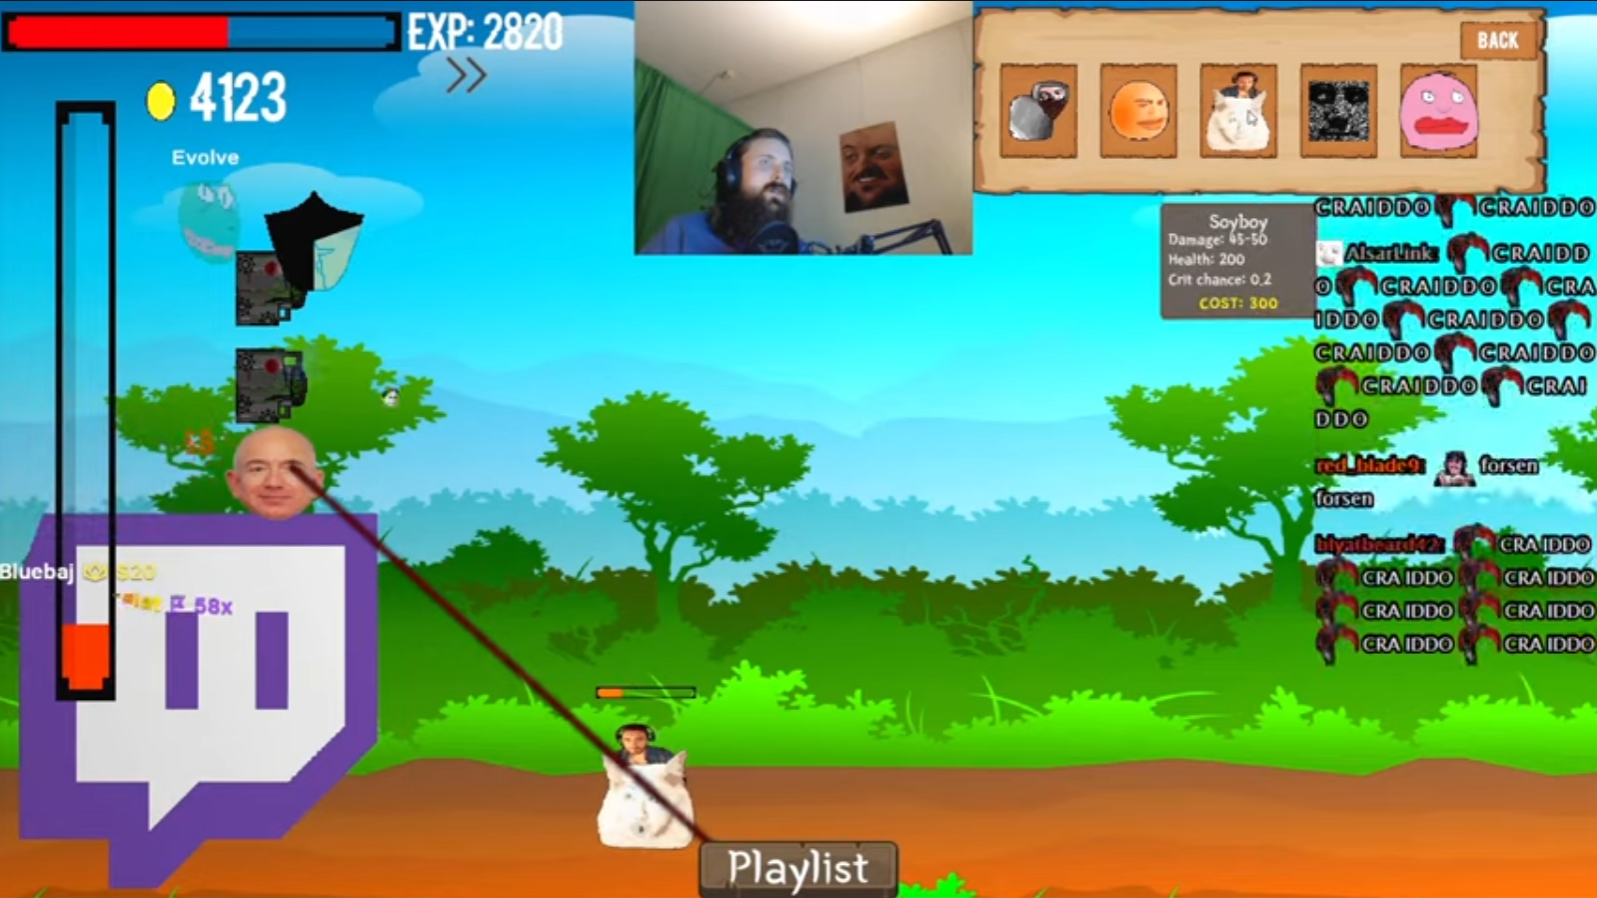 EXP: 2820
BACK
4123
Evolve
Soyboy
Damage: 45-50
Health: 200
Crit chance: 0,2
COST: 300
CRAIDDO CRAIDDO
AlsarLink: CRAIDD
O CRAIDDO CRA
IDDO CRAIDDO
CRAIDDO CRAIDDO
CRAIDDO CRAI
DDO
red_blade9: forsen
forsen
blyatbeard42: CRA IDDO
CRA IDDO CRA IDDO
CRA IDDO CRA IDDO
CRA IDDO CRA IDDO
Bluebaj $20
58x
Playlist